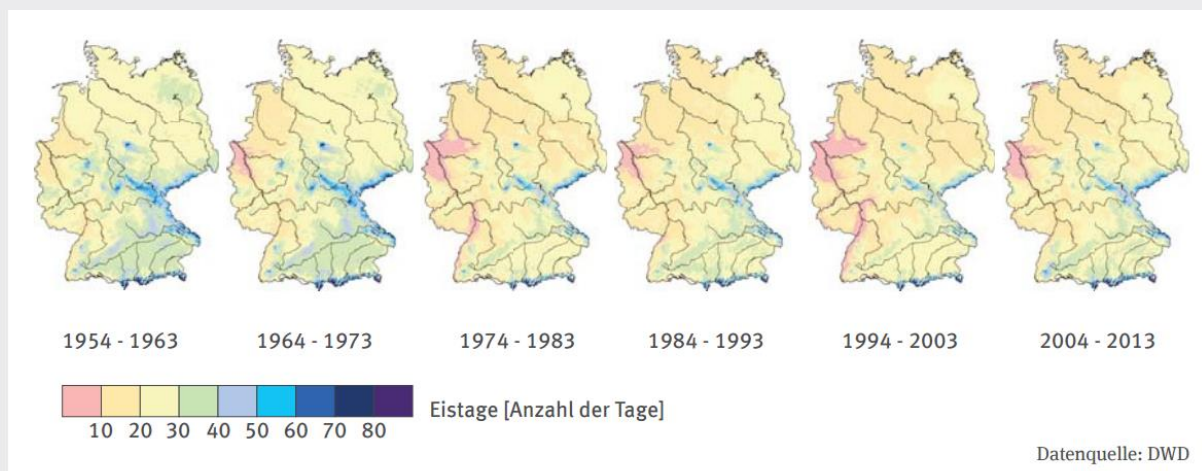 1954 - 1963 1964 - 1973 1974 - 1983 1984 - 1993 1994 - 2003 2004 - 2013
Eistage [Anzahl der Tage]
10 20 30 40 50 60 70 80
Datenquelle: DWD